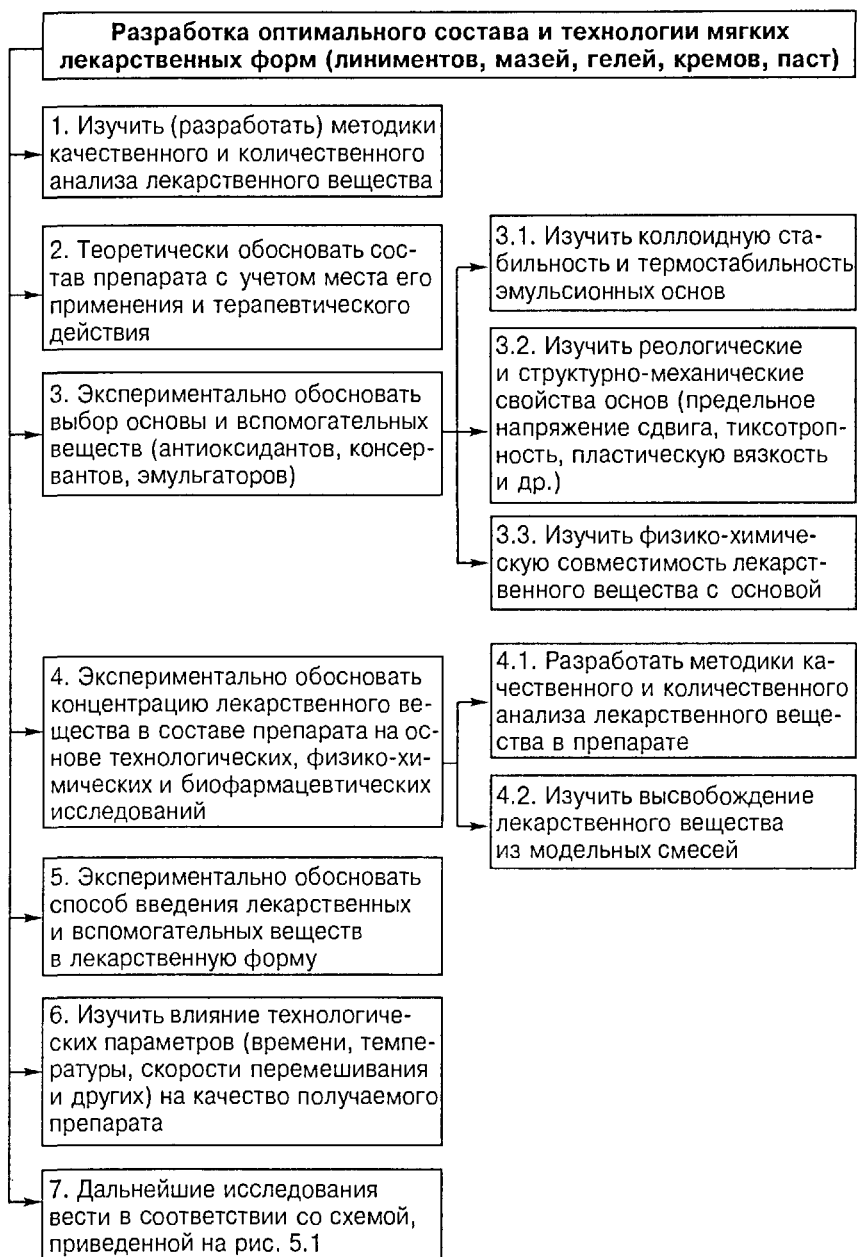 Разработка оптимального состава и технологии мягких
лекарственных форм (линиментов, мазей, гелей, кремов, паст)
1. Изучить (разработать) методики
качественного и количественного
анализа лекарственного вещества
2. Теоретически обосновать сос-
тав препарата с учетом места его
применения и терапевтического
действия
3. Экспериментально обосновать
выбор основы и вспомогательных
веществ (антиоксидантов, консер-
вантов, эмульгаторов)
3.1. Изучить коллоидную ста-
бильность и термостабильность
эмульсионных основ
3.2. Изучить реологические
и структурно-механические
свойства основ (предельное
напряжение сдвига, тиксотроп-
ность, пластическую вязкость
и др.)
3.3. Изучить физико-химиче-
скую совместимость лекарст-
венного вещества с основой
4. Экспериментально обосновать
концентрацию лекарственного ве-
щества в составе препарата на ос-
нове технологических, физико-хи-
мических и биофармацевтических
исследований
4.1. Разработать методики ка-
чественного и количественного
анализа лекарственного веще-
ства в препарате
4.2. Изучить высвобождение
лекарственного вещества
из модельных смесей
5. Экспериментально обосновать
способ введения лекарственных
и вспомогательных веществ
в лекарственную форму
6. Изучить влияние технологиче-
ских параметров (времени, темпе-
ратуры, скорости перемешивания
и других) на качество получаемого
препарата
7. Дальнейшие исследования
вести в соответствии со схемой,
приведенной на рис. 5.1